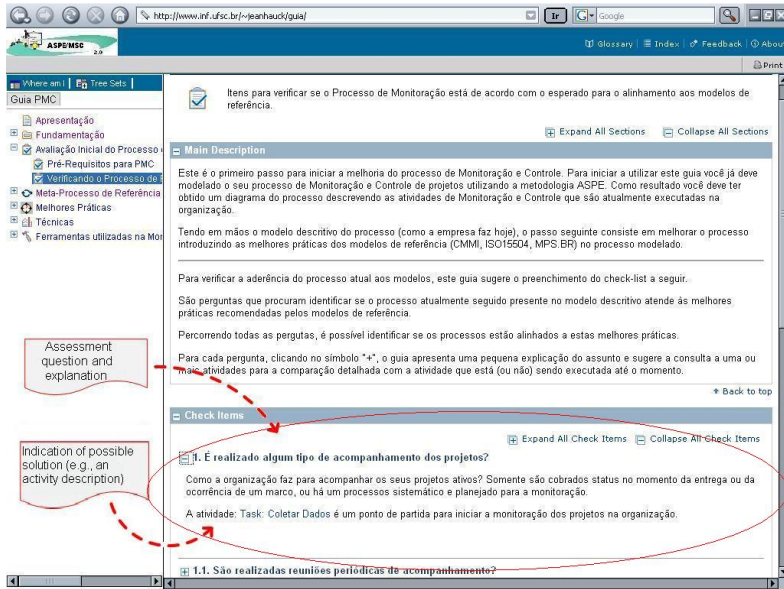 http://www.inf.ufsc.br/~jeanhauck/guia/
Ir
G
Google
ASPE/MSC
2.0
Glossary | Index | Feedback | About
Print
Where am I
Tree Sets
Guia PMC
Apresentação
Fundamentação
Avaliação Inicial do Processo
Pré-Requisitos para PMC
Verificando o Processo de
Meta-Processo de Referência
Melhores Práticas
Técnicas
Ferramentas utilizadas na Mor
Itens para verificar se o Processo de Monitoração está de acordo com o esperado para o alinhamento aos modelos de
referência.
Expand All Sections
Collapse All Sections
Main Description
Este é o primeiro passo para iniciar a melhoria do processo de Monitoração e Controle. Para iniciar a utilizar este guia você já deve
modelado o seu processo de Monitoração e Controle de projetos utilizando a metodologia ASPE. Como resultado você deve ter
obtido um diagrama do processo descrevendo as atividades de Monitoração e Controle que são atualmente executadas na
organização.
Tendo em mãos o modelo descritivo do processo (como a empresa faz hoje), o passo seguinte consiste em melhorar o processo
introduzindo as melhores práticas dos modelos de referência (CMMI, ISO15504, MPS.BR) no processo modelado.
Para verificar a aderência do processo atual aos modelos, este guia sugere o preenchimento do check-list a seguir.
São perguntas que procuram identificar se o processo atualmente seguido presente no modelo descritivo atende às melhores
práticas recomendadas pelos modelos de referência.
Percorrendo todas as pergutas, é possível identificar se os processos estão alinhados a estas melhores práticas.
Para cada pergunta, clicando no símbolo "+", o guia apresenta uma pequena explicação do assunto e sugere a consulta a uma ou
mais atividades para a comparação detalhada com a atividade que está (ou não) sendo executada até o momento.
Back to top
Assessment
question and
explanation
Check Items
Expand All Check Items
Collapse All Check Items
Indication of possible
solution (e.g., an
activity description)
1. É realizado algum tipo de acompanhamento dos projetos?
Como a organização faz para acompanhar os seus projetos ativos? Somente são cobrados status no momento da entrega ou da
ocorrência de um marco, ou há um processos sistemático e planejado para a monitoração.
A atividade: Task: Coletar Dados é um ponto de partida para iniciar a monitoração dos projetos na organização.
1.1. São realizadas reuniões periódicas de acompanhamento?